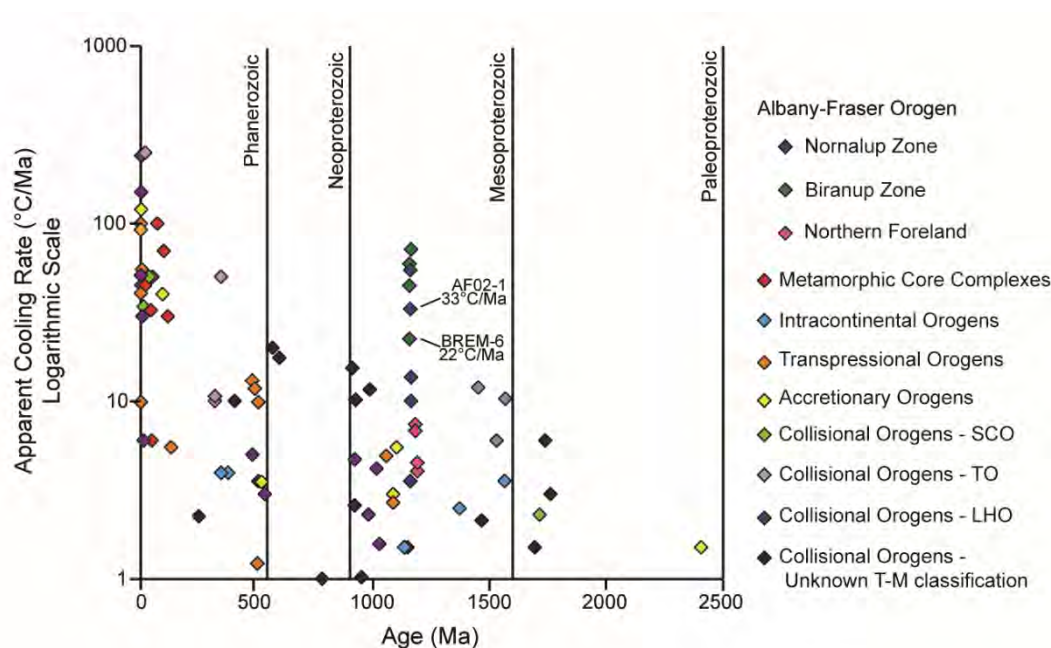 1000
100
10
1
Apparent Cooling Rate (°C/Ma)
Logarithmic Scale
Phanerozoic
Neoproterozoic
Mesoproterozoic
Paleoproterozoic
AF02-1
33°C/Ma
BREM-6
22°C/Ma
0
500
1000
1500
2000
2500
Age (Ma)
Albany-Fraser Orogen
Nornalup Zone
Biranup Zone
Northern Foreland
Metamorphic Core Complexes
Intracontinental Orogens
Transpressional Orogens
Accretionary Orogens
Collisional Orogens - SCO
Collisional Orogens - TO
Collisional Orogens - LHO
Collisional Orogens -
Unknown T-M classification